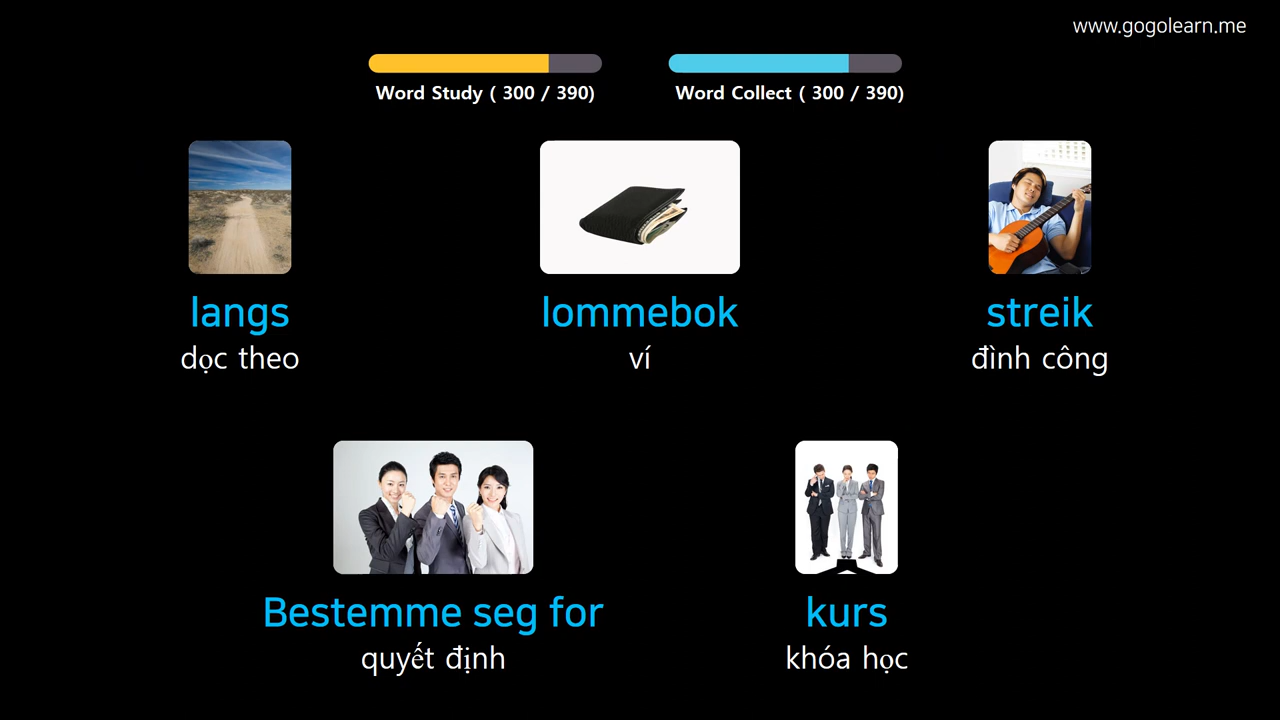 www.gogolearn.me
Word Study ( 300 / 390)
Word Collect ( 300 / 390)
langs
dọc theo
lommebok
ví
streik
đình công
Bestemme seg for
quyết định
kurs
khóa học